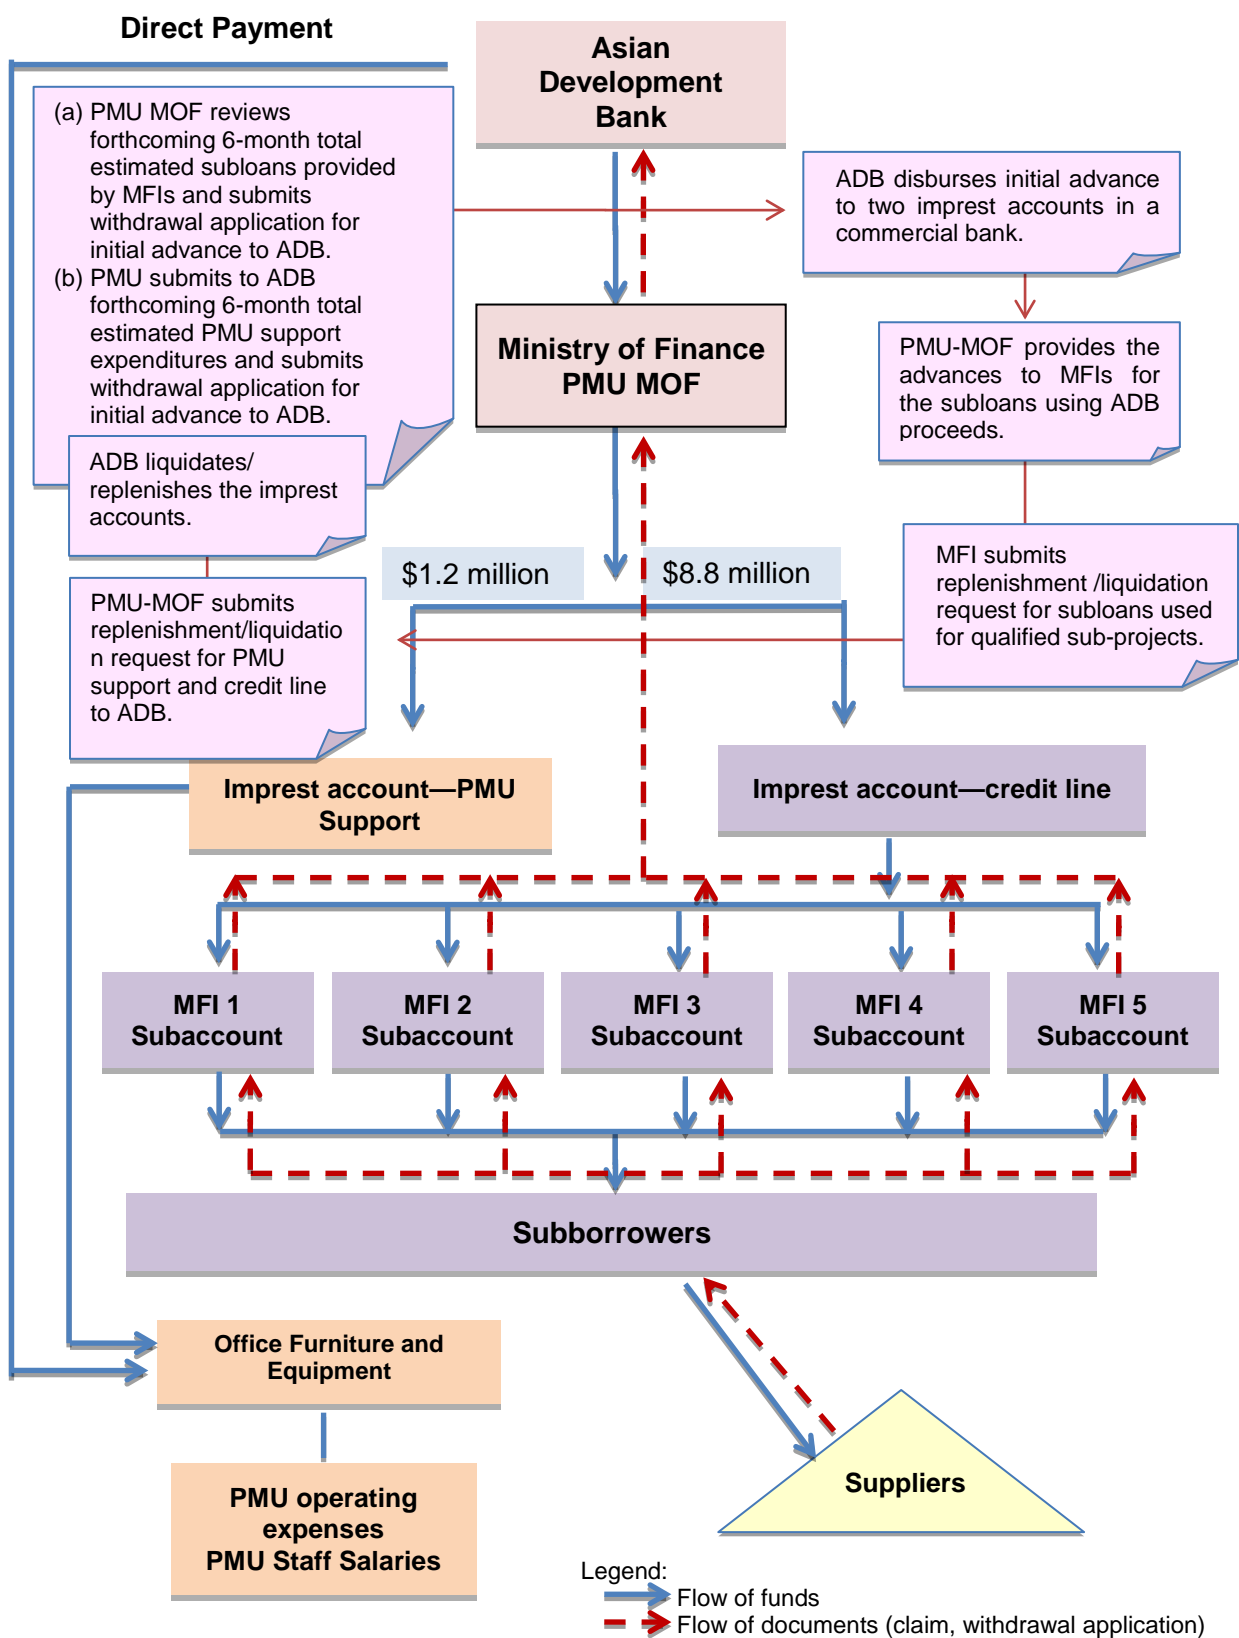 Direct Payment
Asian
Development
Bank
(a) PMU MOF reviews
forthcoming 6-month total
estimated subloans provided
by MFIs and submits
withdrawal application for
initial advance to ADB.
(b) PMU submits to ADB
forthcoming 6-month total
estimated PMU support
expenditures and submits
withdrawal application for
initial advance to ADB.
ADB disburses initial advance
to two imprest accounts in a
commercial bank.
Ministry of Finance
PMU MOF
PMU-MOF provides the
advances to MFIs for
the subloans using ADB
proceeds.
ADB liquidates/
replenishes the imprest
accounts.
MFI submits
replenishment /liquidation
request for subloans used
for qualified sub-projects.
$1.2 million
$8.8 million
PMU-MOF submits
replenishment/liquidatio
n request for PMU
support and credit line
to ADB.
Imprest account—PMU
Support
Imprest account—credit line
MFI 1
Subaccount
MFI 2
Subaccount
MFI 3
Subaccount
MFI 4
Subaccount
MFI 5
Subaccount
Subborrowers
Office Furniture and
Equipment
PMU operating
expenses
PMU Staff Salaries
Suppliers
Legend:
Flow of funds
Flow of documents (claim, withdrawal application)